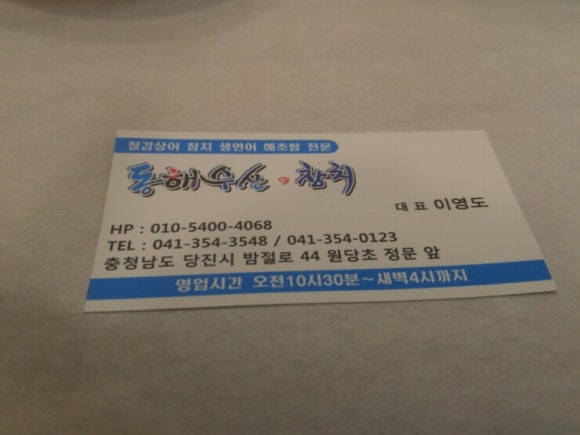 철갑상어 참치 생연어 해초쌈 전문
동해수산·참치
대표 이영도
HP : 010-5400-4068
TEL : 041-354-3548 / 041-354-0123
충청남도 당진시 밤절로 44 원당초 정문 앞
영업시간 오전10시30분~새벽4시까지